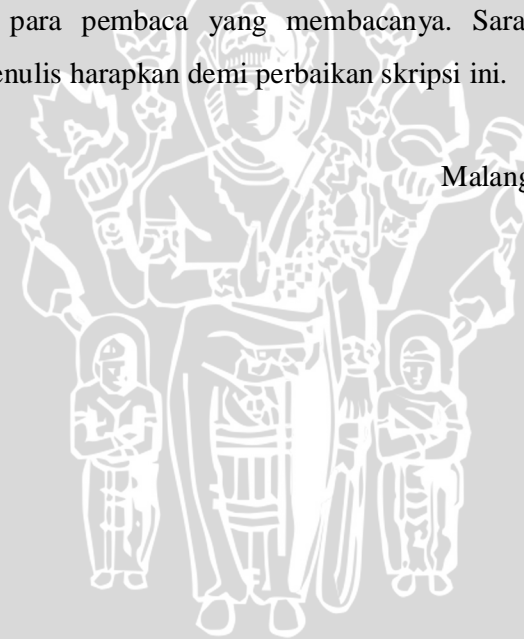 para pembaca yang membacanya. Sara
enulis harapkan demi perbaikan skripsi ini.
Malang